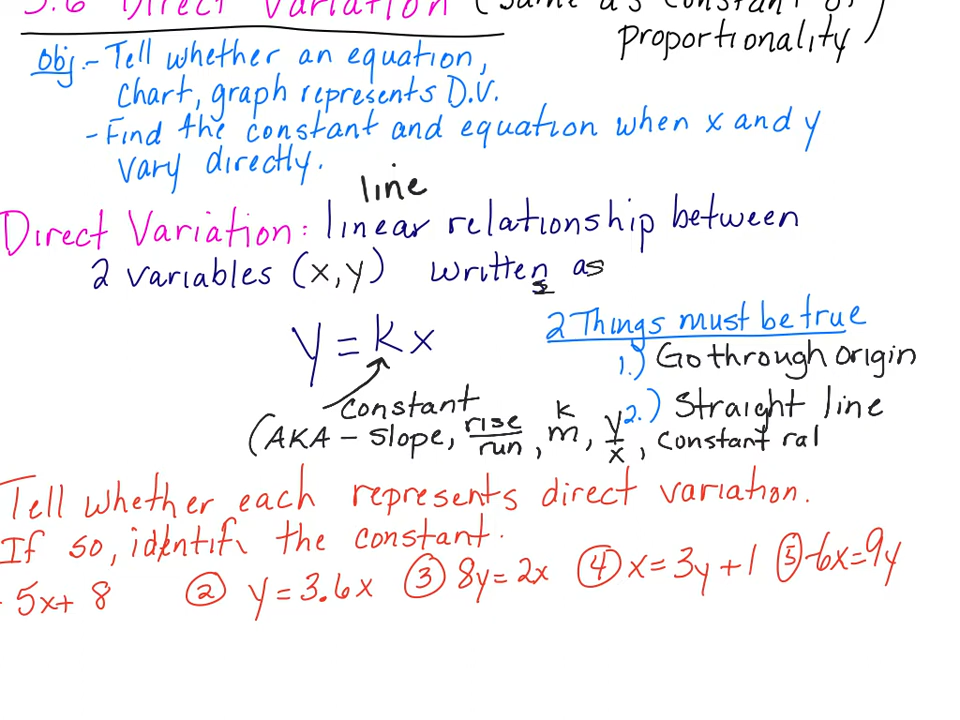 3.6 Direct Variation (Same as Constant of
Proportionality)
Obj.- Tell whether an equation,
chart, graph represents D.V.
- Find the constant and equation when x and y
vary directly.
line
Direct Variation: linear relationship between
2 variables (x,y) written as
y = kx
2 Things must be true
1.) Go through Origin
2.) Straight line
constant
(AKA - slope, rise/run, k m, y/x, constant ra
Tell whether each represents direct variation.
If so, identify the constant.
5x+ 8 ② y = 3.6x ③ 8y = 2x ④ x = 3y + 1 ⑤ -6x = 9y